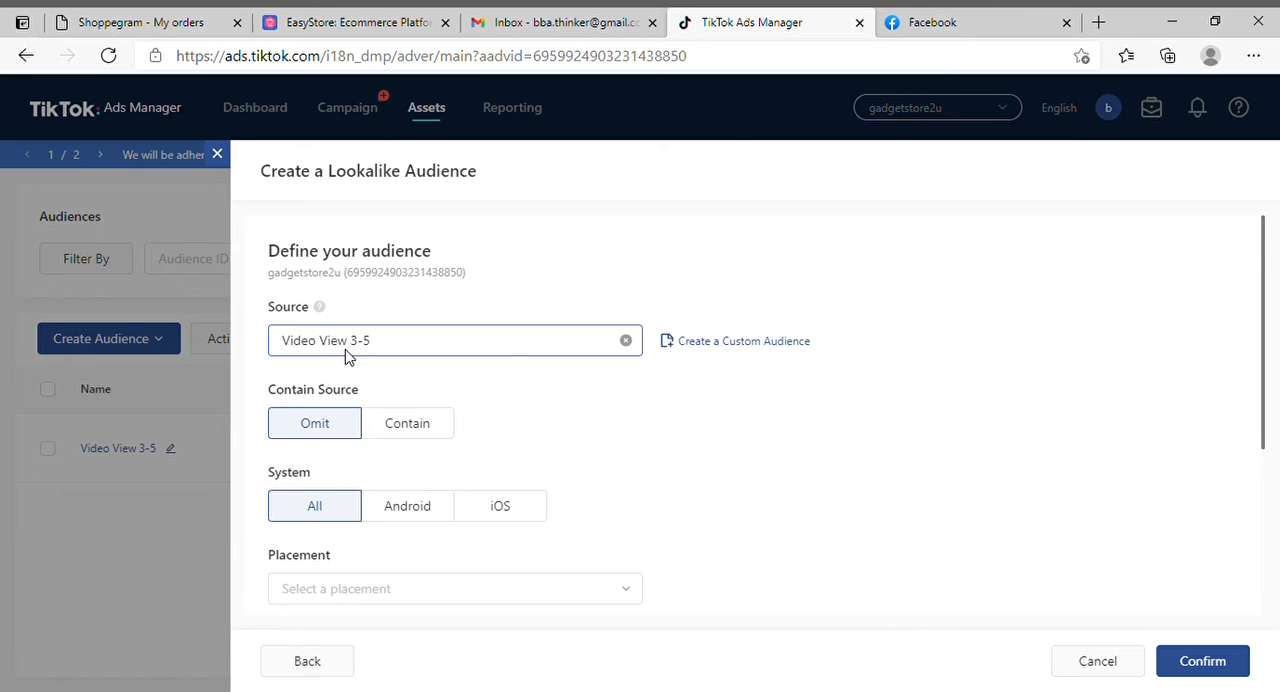 Shoppegram - My orders
EasyStore: Ecommerce Platfo
Inbox - bba.thinker@gmail.co
TikTok Ads Manager
Facebook
https://ads.tiktok.com/i18n_dmp/adver/main?aadvid=6959924903231438850
TikTok: Ads Manager
Dashboard
Campaign
Assets
Reporting
gadgetstore2u
English
b
1 / 2
We will be adher
Create a Lookalike Audience
Audiences
Filter By
Audience ID
Create Audience
Acti
Name
Video View 3-5
Define your audience
gadgetstore2u (6959924903231438850)
Source
Video View 3-5
Create a Custom Audience
Contain Source
Omit
Contain
System
All
Android
iOS
Placement
Select a placement
Back
Cancel
Confirm